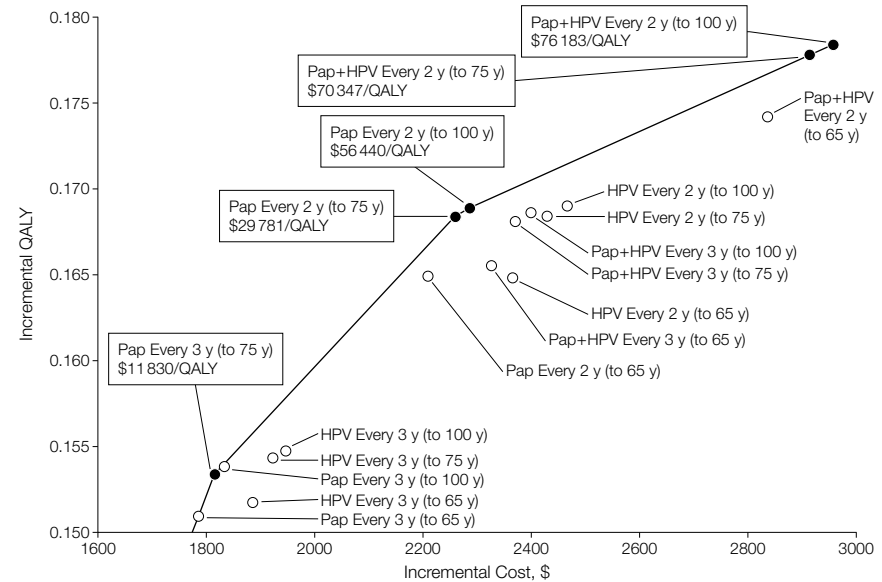 0.180
0.175
0.170
0.165
0.160
0.155
0.150
Incremental QALY
Pap+HPV Every 2 y (to 100 y)
$76 183/QALY
Pap+HPV Every 2 y (to 75 y)
$70 347/QALY
Pap+HPV
Every 2 y
(to 65 y)
Pap Every 2 y (to 100 y)
$56 440/QALY
Pap Every 2 y (to 75 y)
$29 781/QALY
HPV Every 2 y (to 100 y)
HPV Every 2 y (to 75 y)
Pap+HPV Every 3 y (to 100 y)
Pap+HPV Every 3 y (to 75 y)
HPV Every 2 y (to 65 y)
Pap+HPV Every 3 y (to 65 y)
Pap Every 2 y (to 65 y)
Pap Every 3 y (to 75 y)
$11 830/QALY
HPV Every 3 y (to 100 y)
HPV Every 3 y (to 75 y)
Pap Every 3 y (to 100 y)
HPV Every 3 y (to 65 y)
Pap Every 3 y (to 65 y)
1600 1800 2000 2200 2400 2600 2800 3000
Incremental Cost, $